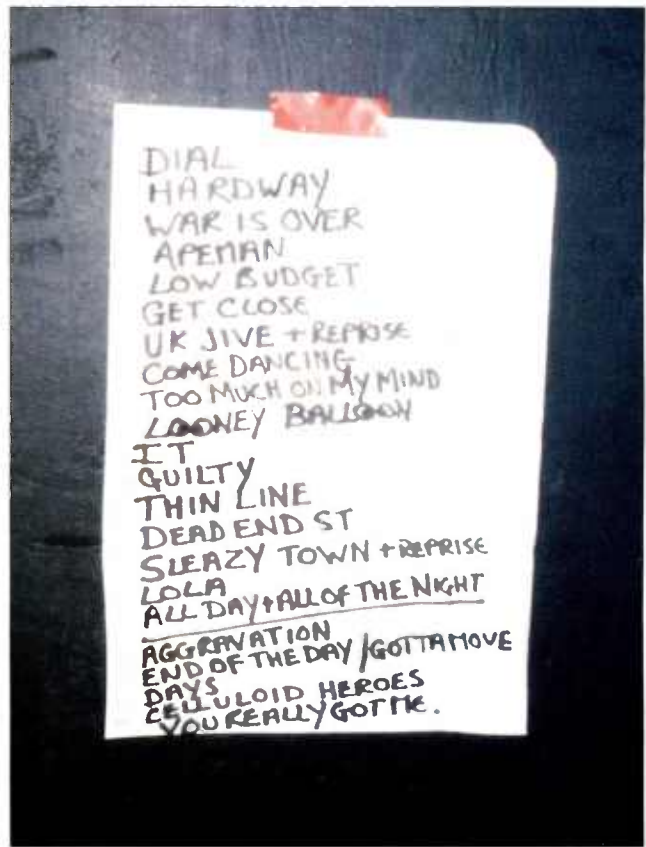 DIAL
HARDWAY
WAR IS OVER
APEMAN
LOW BUDGET
GET CLOSE
UK JIVE + REPRISE
COME DANCING
TOO MUCH ON MY MIND
LOONEY BALLOON
IT
GUILTY
THIN LINE
DEAD END ST
SLEAZY TOWN + REPRISE
LOLA
ALL DAY + ALL OF THE NIGHT
AGGRAVATION
END OF THE DAY / GOTTA MOVE
DAYS
CELLULOID HEROES
YOU REALLY GOT ME.